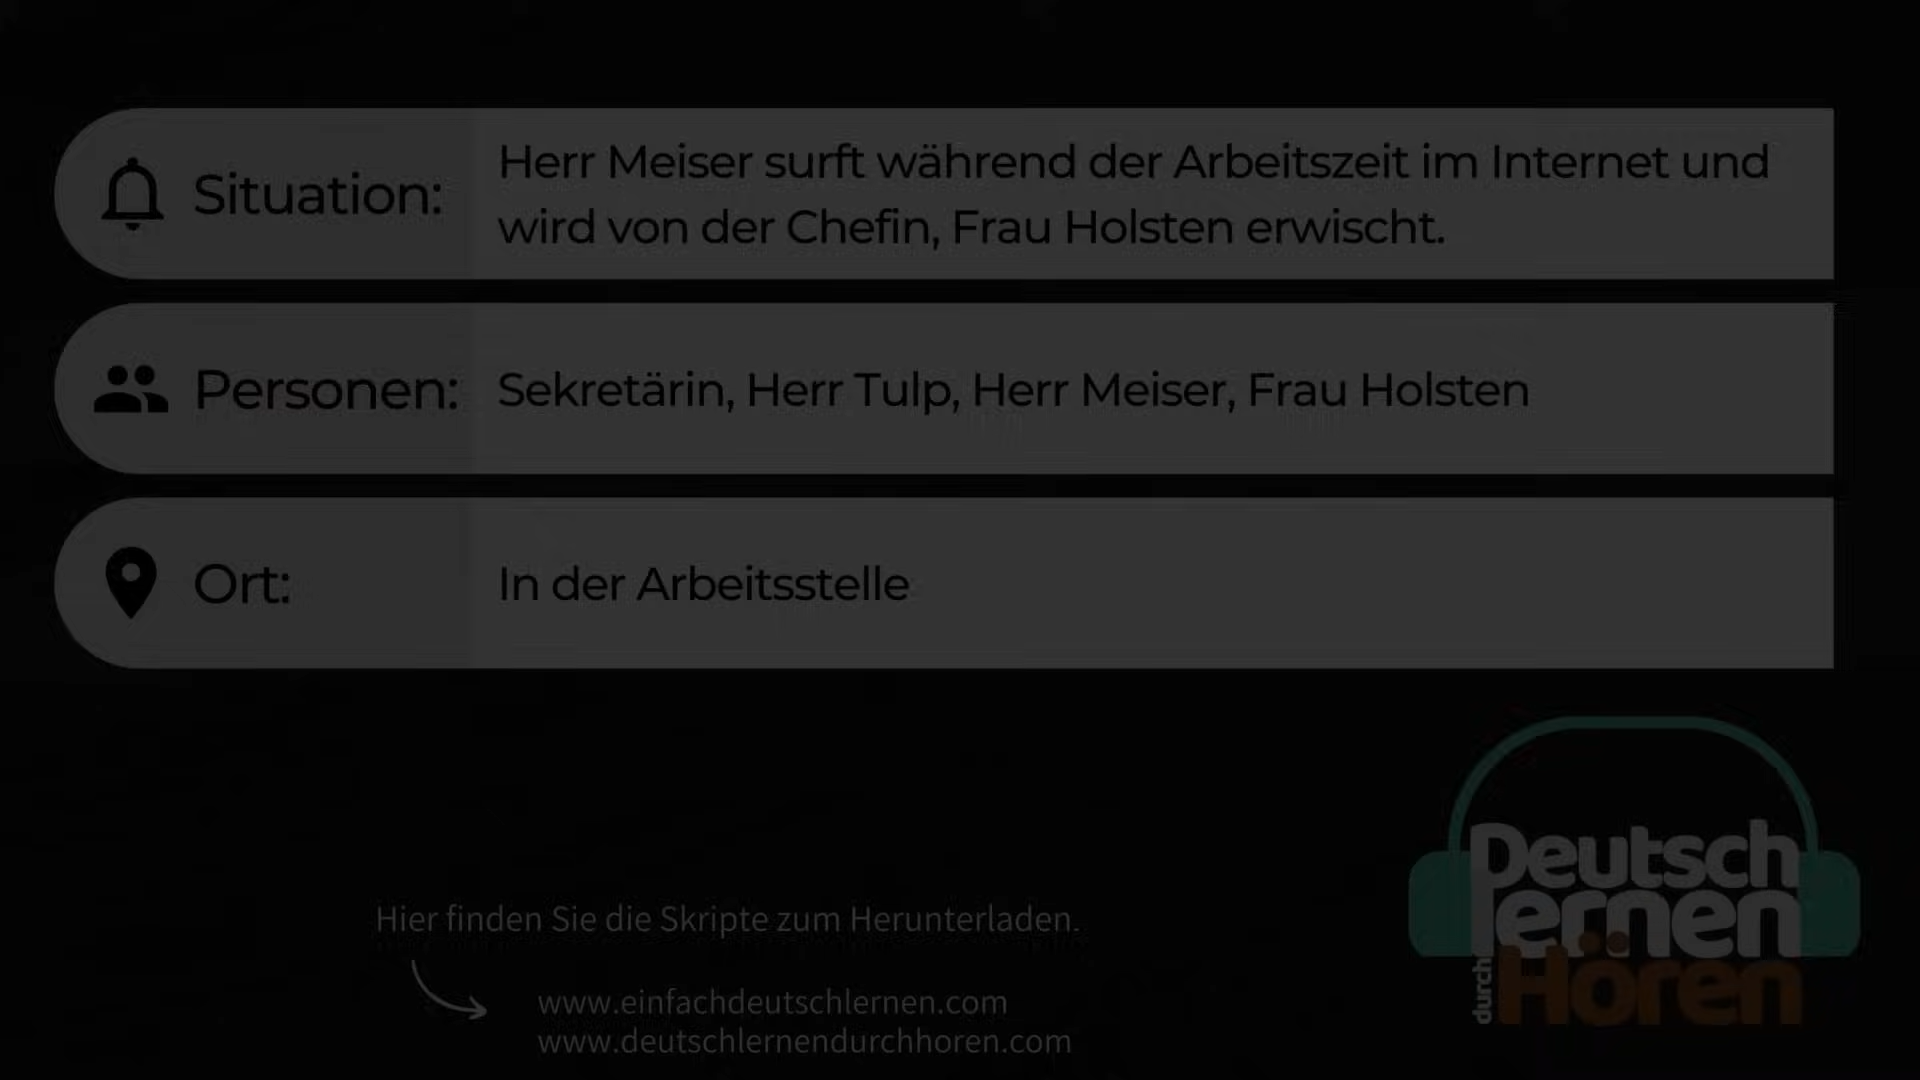 Situation:
Herr Meiser surft während der Arbeitszeit im Internet und
wird von der Chefin, Frau Holsten erwischt.
Personen:
Sekretärin, Herr Tulp, Herr Meiser, Frau Holsten
Ort:
In der Arbeitsstelle
Hier finden Sie die Skripte zum Herunterladen.
www.einfachdeutschlernen.com
www.deutschlernendurchhoren.com
Deutsch
lernen
durch Hören